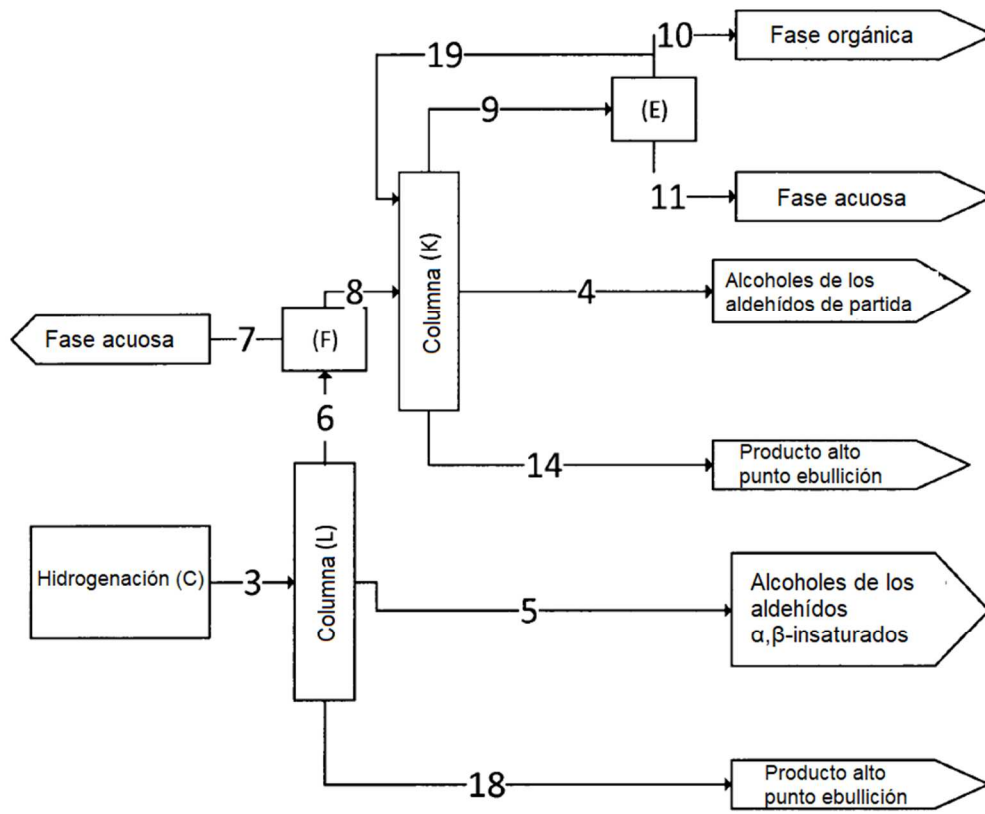 10
Fase orgánica
19
9
(E)
11
Fase acuosa
Columna (K)
8
4
Alcoholes de los
aldehídos de partida
Fase acuosa
7
(F)
6
14
Producto alto
punto ebullición
Hidrogenación (C)
3
Columna (L)
5
Alcoholes de los
aldehídos
α,β-insaturados
18
Producto alto
punto ebullición